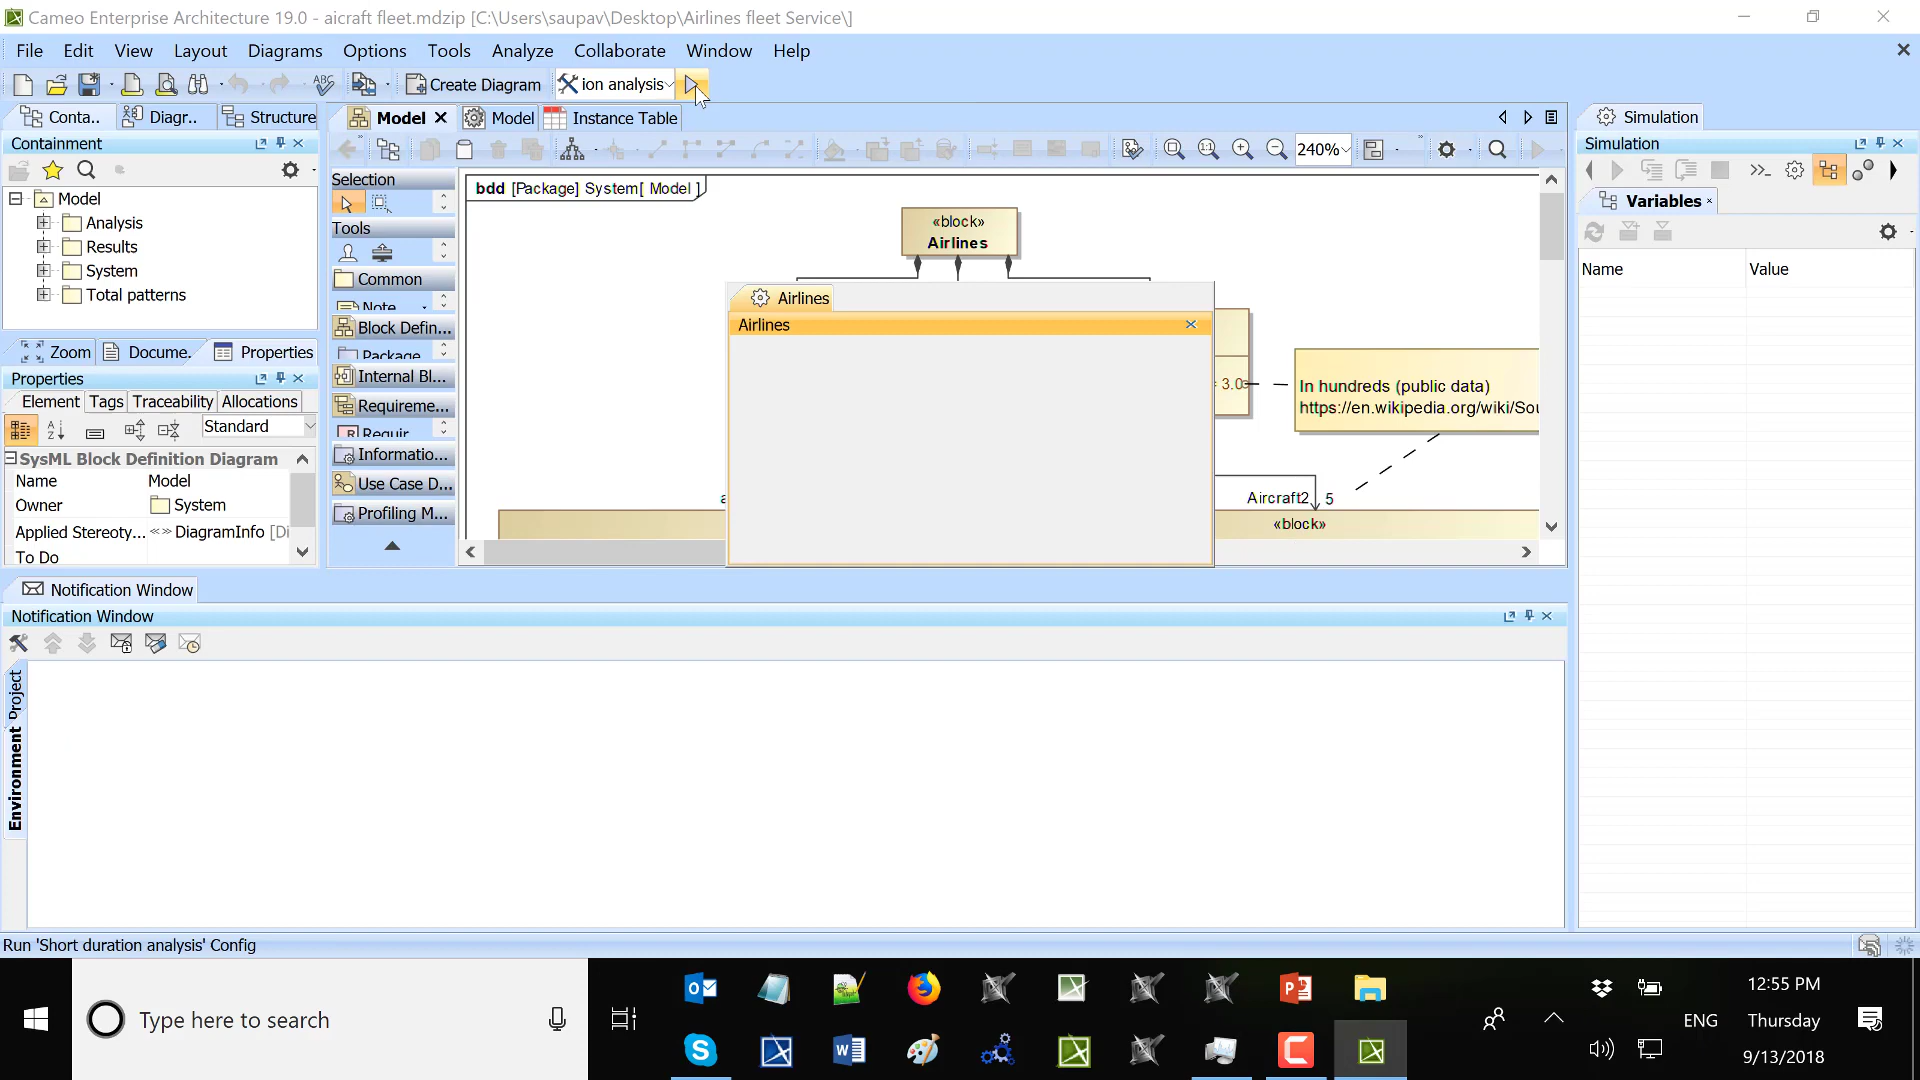 Cameo Enterprise Architecture 19.0 - aicraft fleet.mdzip [C:\Users\saupav\Desktop\Airlines fleet Service\]
File Edit View Layout Diagrams Options Tools Analyze Collaborate Window Help
Create Diagram ion analysis
Conta.. Diagr.. Structure
Model Model Instance Table
Simulation
Containment
Simulation
240%
Model
Analysis
Results
System
Total patterns
Selection
Tools
Common
Note
Block Defin...
Package
Internal Bl...
Requireme...
Requir
Informatio...
Use Case D...
Profiling M...
bdd [Package] System[ Model ]
«block»
Airlines
Airlines
Airlines
= 3.0
In hundreds (public data)
https://en.wikipedia.org/wiki/Sou
Aircraft2 5
«block»
Variables
Name Value
Zoom Docume. Properties
Properties
Element Tags Traceability Allocations
Standard
SysML Block Definition Diagram
Name Model
Owner System
Applied Stereoty... «» DiagramInfo [Di
To Do
Notification Window
Notification Window
Project
Environment
Run 'Short duration analysis' Config
Type here to search
ENG
12:55 PM
Thursday
9/13/2018